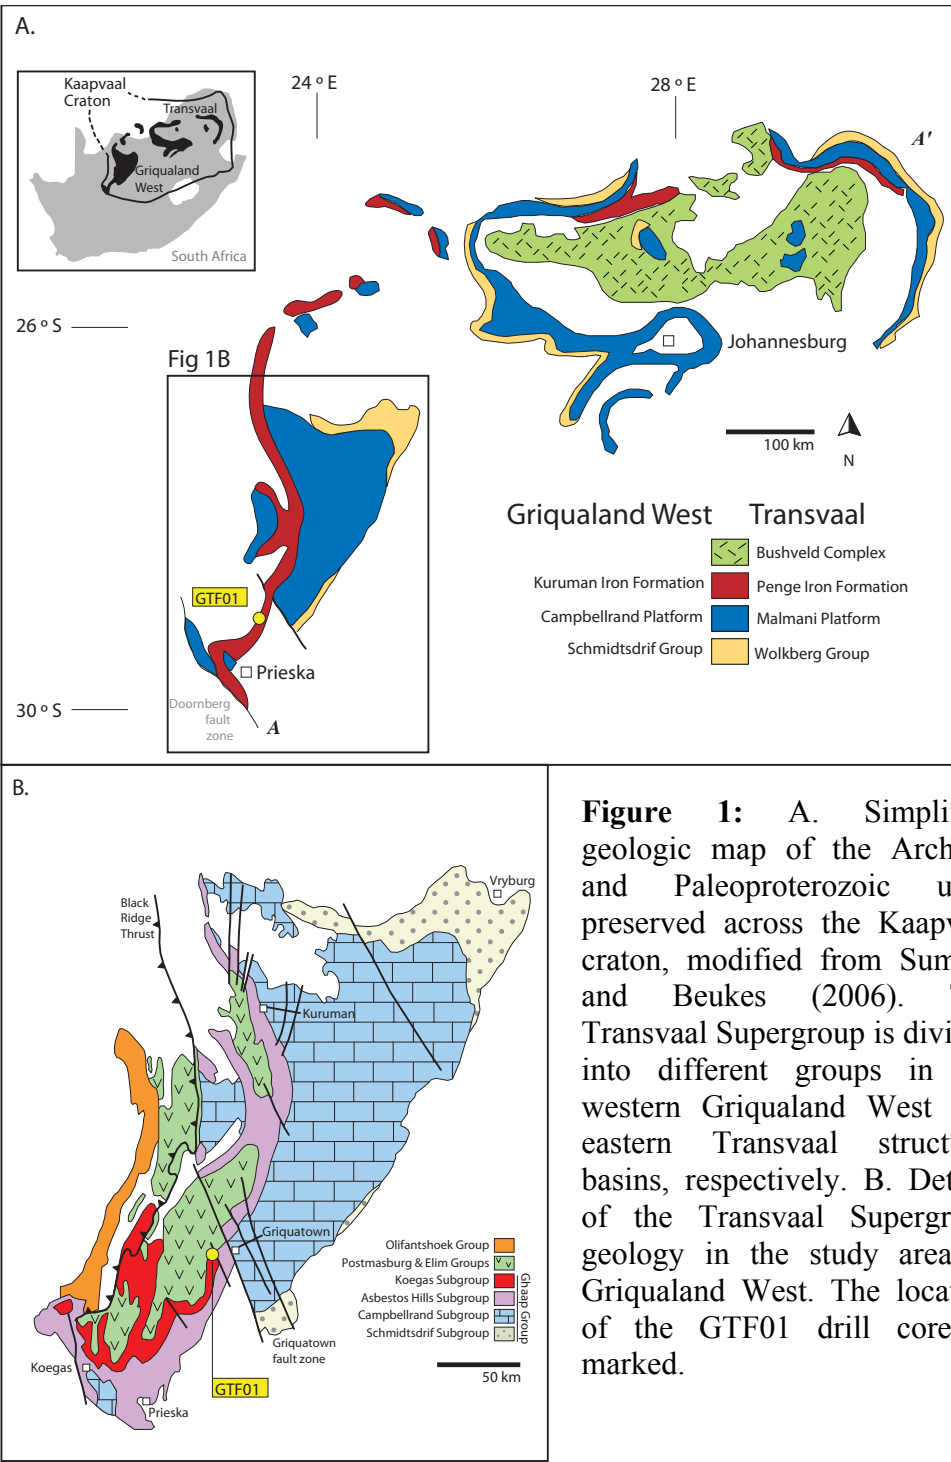 A.
Kaapvaal
Craton
Transvaal
Griqualand
West
South Africa
24 º E
28 º E
A'
26 º S
Fig 1B
Johannesburg
100 km
N
GTF01
Prieska
Doornberg
fault
zone
A
30 º S
Griqualand West Transvaal
Bushveld Complex
Kuruman Iron Formation Penge Iron Formation
Campbellrand Platform Malmani Platform
Schmidtsdrif Group Wolkberg Group
B.
Vryburg
Black
Ridge
Thrust
Kuruman
Griquatown
Olifantshoek Group
Postmasburg & Elim Groups
Koegas Subgroup
Asbestos Hills Subgroup
Campbellrand Subgroup
Schmidtsdrif Subgroup
Ghaap Group
Griquatown
fault zone
Koegas
Prieska
GTF01
50 km
Figure 1: A. Simpli
geologic map of the Arch
and Paleoproterozoic u
preserved across the Kaapv
craton, modified from Sum
and Beukes (2006).
Transvaal Supergroup is divi
into different groups in
western Griqualand West
eastern Transvaal struct
basins, respectively. B. Det
of the Transvaal Supergr
geology in the study area
Griqualand West. The loca
of the GTF01 drill core
marked.